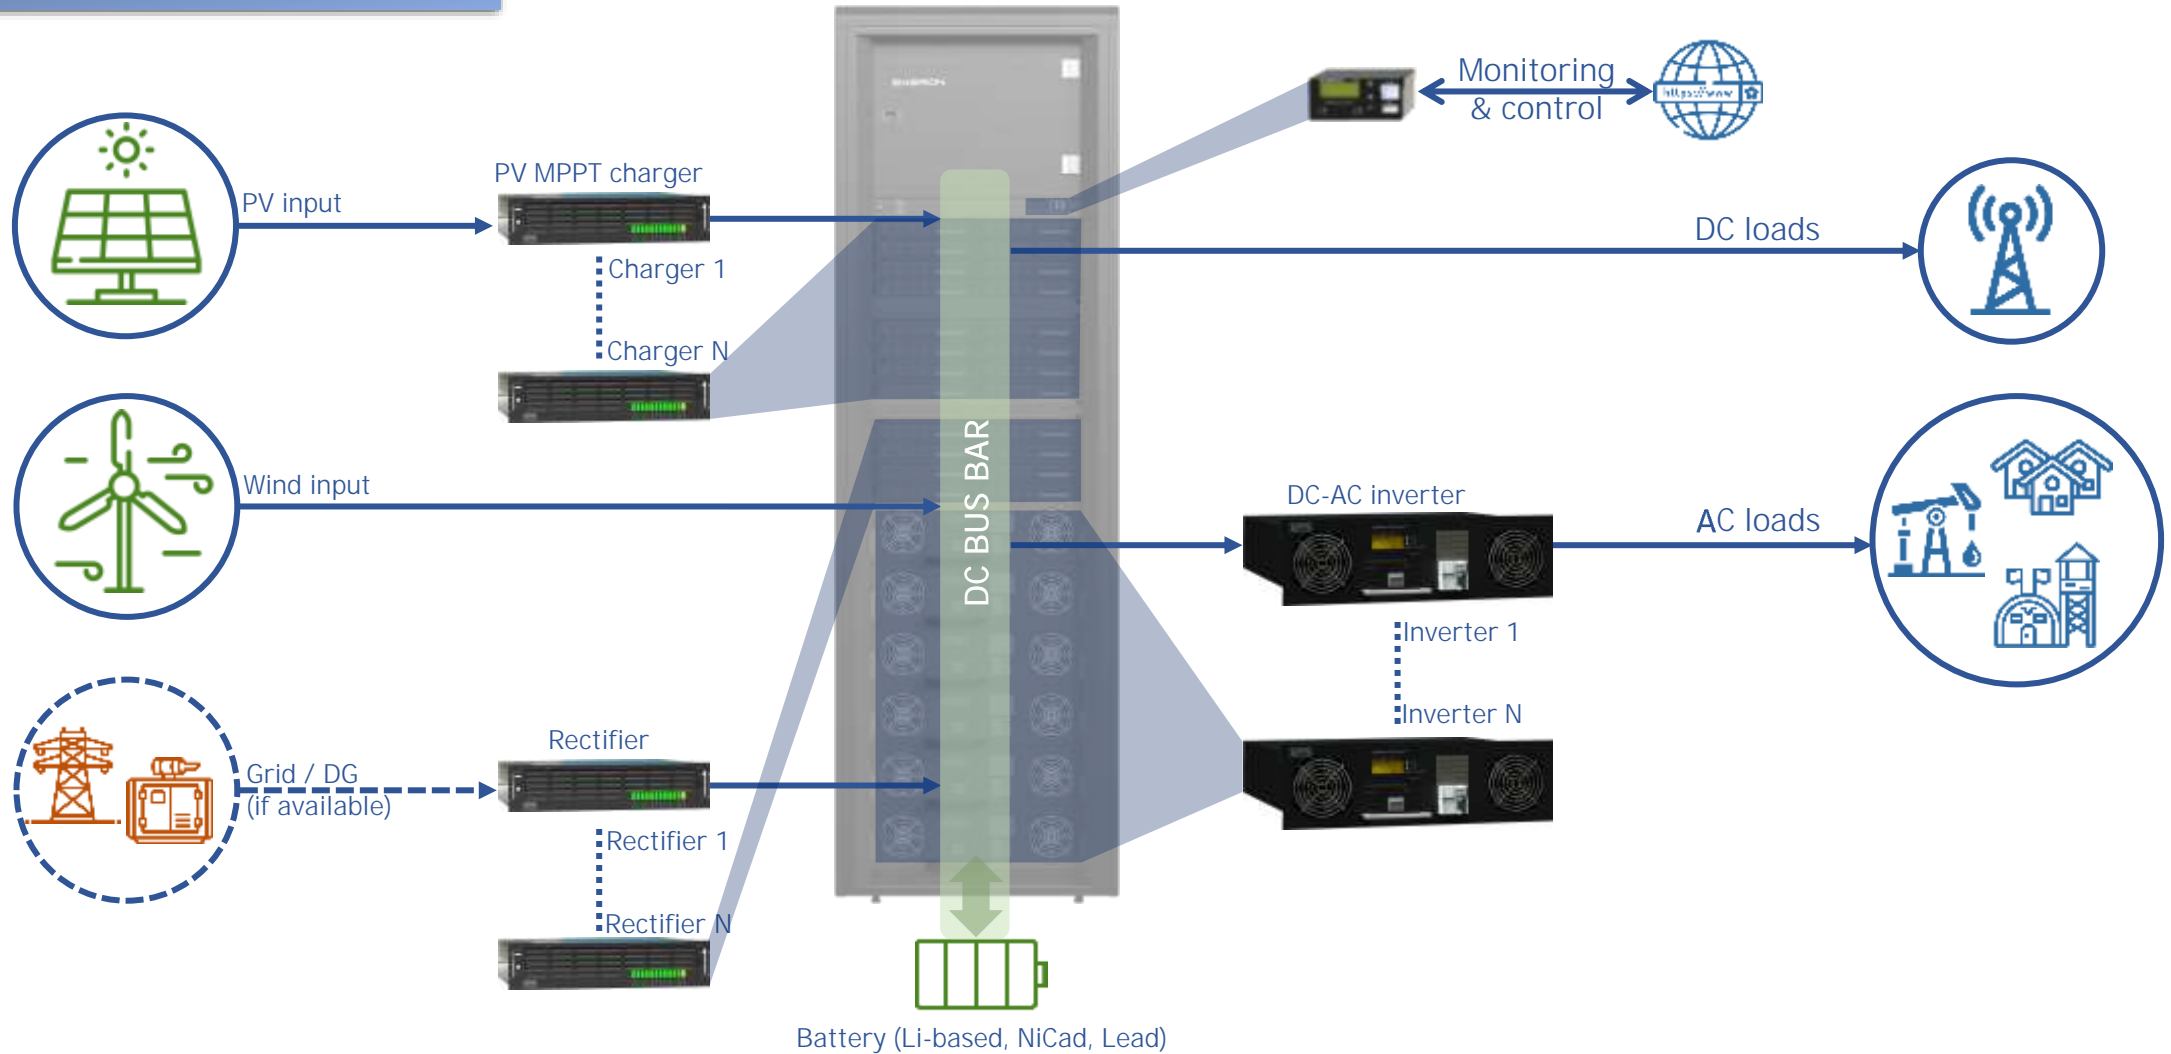 Monitoring
& control
https://www
PV MPPT charger
PV input
DC loads
Charger 1
Charger N
DC BUS BAR
Wind input
DC-AC inverter
AC loads
Inverter 1
Inverter N
Rectifier
Grid / DG
(if available)
Rectifier 1
Rectifier N
Battery (Li-based, NiCad, Lead)